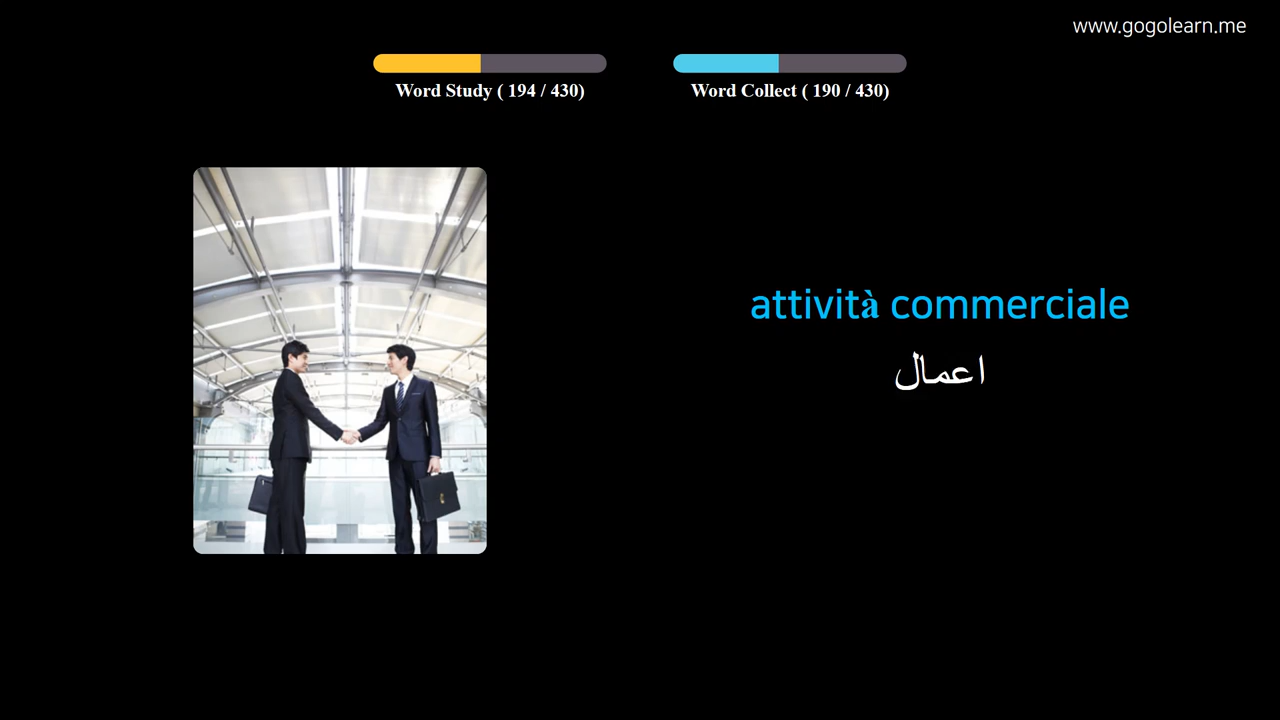 www.gogolearn.me
Word Study ( 194 / 430)
Word Collect ( 190 / 430)
attività commerciale
اعمال